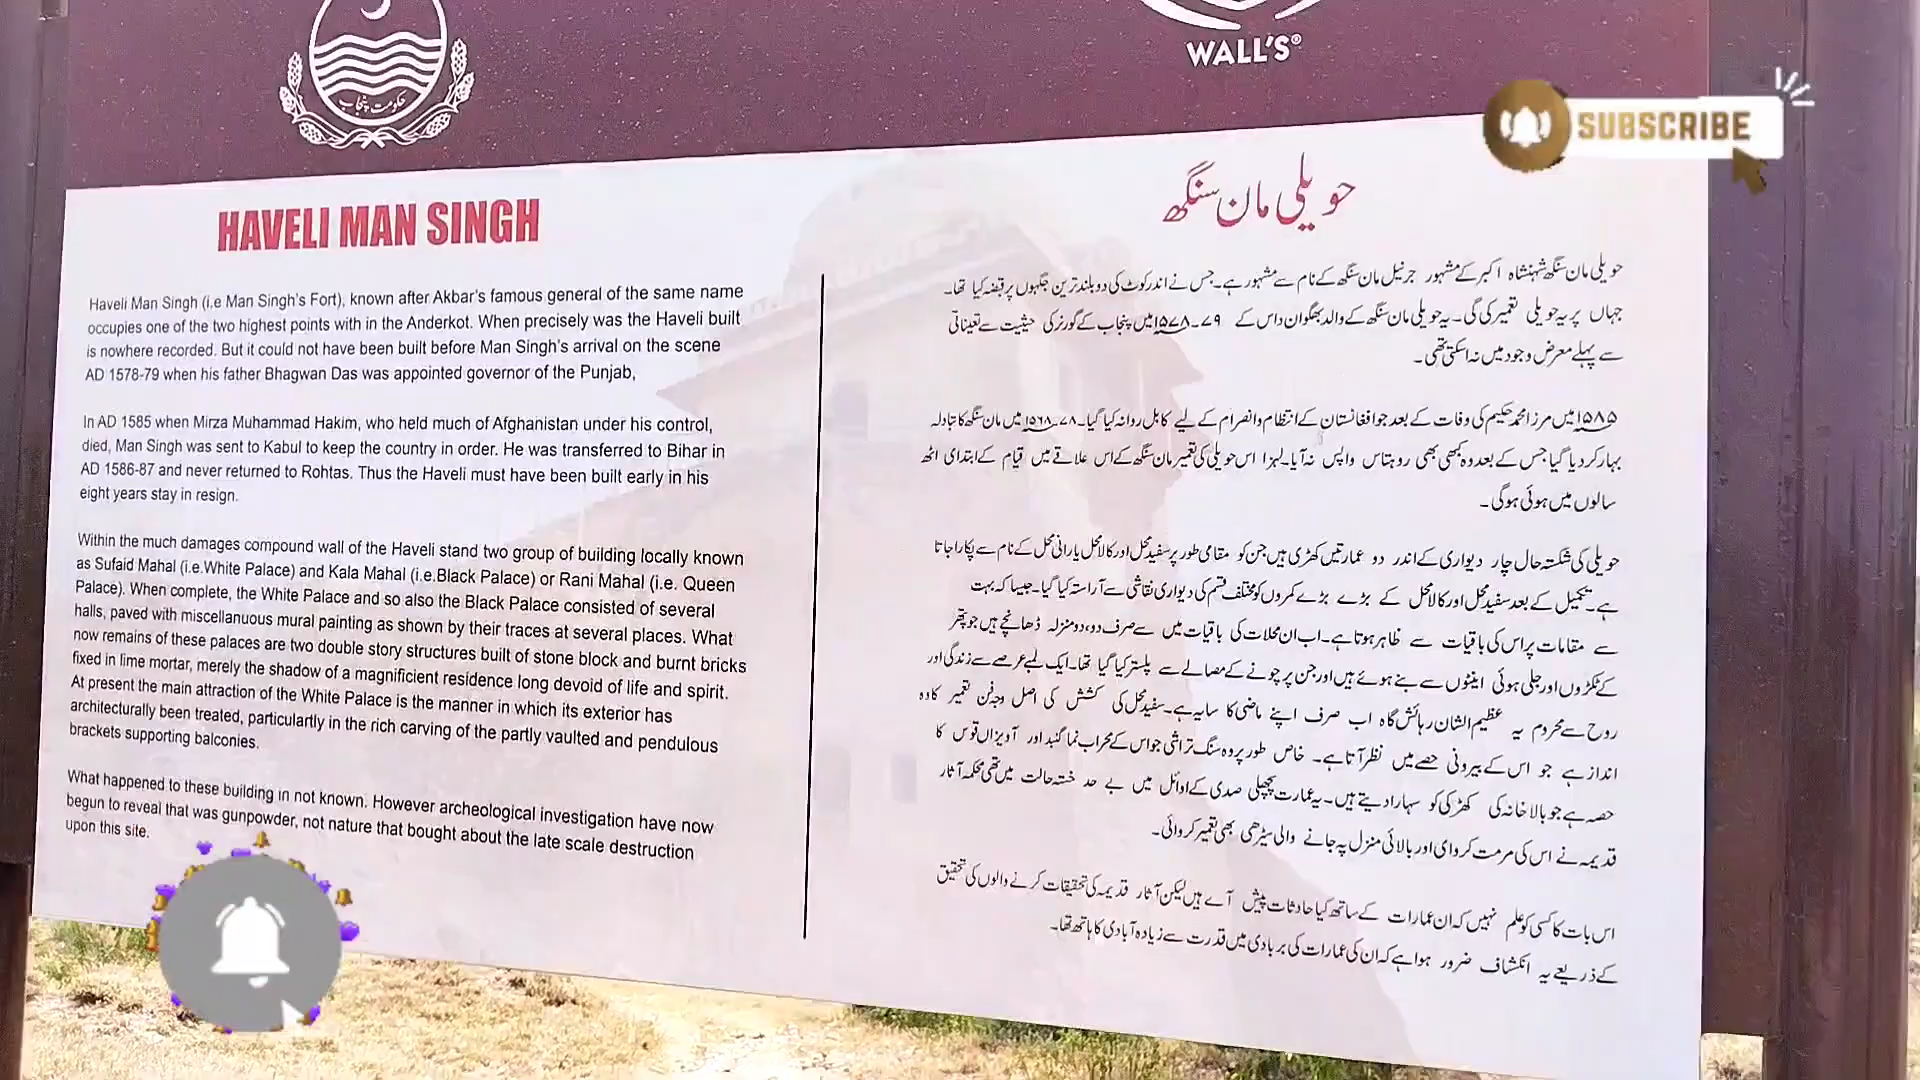 حکومت پنجاب
WALL'S®
SUBSCRIBE
HAVELI MAN SINGH
Haveli Man Singh (i.e Man Singh's Fort), known after Akbar's famous general of the same name
occupies one of the two highest points with in the Anderkot. When precisely was the Haveli built
is nowhere recorded. But it could not have been built before Man Singh's arrival on the scene
AD 1578-79 when his father Bhagwan Das was appointed governor of the Punjab,
In AD 1585 when Mirza Muhammad Hakim, who held much of Afghanistan under his control,
died, Man Singh was sent to Kabul to keep the country in order. He was transferred to Bihar in
AD 1586-87 and never returned to Rohtas. Thus the Haveli must have been built early in his
eight years stay in resign.
Within the much damages compound wall of the Haveli stand two group of building locally known
as Sufaid Mahal (i.e.White Palace) and Kala Mahal (i.e.Black Palace) or Rani Mahal (i.e. Queen
Palace). When complete, the White Palace and so also the Black Palace consisted of several
halls, paved with miscellanuous mural painting as shown by their traces at several places. What
now remains of these palaces are two double story structures built of stone block and burnt bricks
fixed in lime mortar, merely the shadow of a magnificient residence long devoid of life and spirit.
At present the main attraction of the White Palace is the manner in which its exterior has
architecturally been treated, particulartly in the rich carving of the partly vaulted and pendulous
brackets supporting balconies.
What happened to these building in not known. However archeological investigation have now
begun to reveal that was gunpowder, not nature that bought about the late scale destruction
upon this site.
حویلی مان سنگھ
حویلی مان سنگھ شہنشاہ اکبر کے مشہور جرنیل مان سنگھ کے نام سے مشہور ہے۔ جس نے اندر کوٹ کی دو بلند ترین جگہوں پر قبضہ کیا تھا۔
جہاں پر یہ حویلی تعمیر کی گی۔ یہ حویلی مان سنگھ کے والد بھگوان داس کے ۷۹۔۱۵۷۸ میں پنجاب کے گورنر کی حیثیت سے تعیناتی
سے پہلے معرض وجود میں نہ آسکتی تھی۔
۱۵۸۵ میں مرزا محمد حکیم کی وفات کے بعد جو افغانستان کے انتظام وانصرام کے لیے کابل روانہ کیا گیا۔ ۷۸۔۱۵۶۸ میں مان سنگھ کا تبادلہ
بہار کر دیا گیا جس کے بعد وہ کبھی بھی روہتاس واپس نہ آیا۔ لہزا اس حویلی کی تعمیر مان سنگھ کے اس علاقے میں قیام کے ابتدای اٹھ
سالوں میں ہوئی ہو گی۔
حویلی کی شکستہ حال چار دیواری کے اندر دو عمارتیں کھڑی ہیں جن کو مقامی طور پر سفید محل اور کالا محل یا رانی محل کے نام سے پکارا جاتا
ہے۔ تکمیل کے بعد سفید محل اور کالا محل کے بڑے بڑے کمروں کو مختلف قسم کی دیواری نقاشی سے آراستہ کیا گیا۔ جیسا کہ بہت
سے مقامات پر اس کی باقیات سے ظاہر ہوتا ہے۔ اب ان محلات کی باقیات میں سے صرف دو، دو منزلہ ڈھانچے ہیں جو پتھر
کے ٹکڑوں اور جلی ہوئی اینٹوں سے بنے ہوئے ہیں اور جن پر چونے کے مصالے سے پلستر کیا گیا تھا۔ ایک لمبے عرصے سے زندگی اور
روح سے محروم یہ عظیم الشان رہائش گاہ اب صرف اپنے ماضی کا سایہ ہے۔ سفید محل کی کشش کی اصل وجہ فن تعمیر کا وہ
انداز ہے جو اس کے بیرونی حصے میں نظر آتا ہے۔ خاص طور پر وہ سنگ تراشی جو اس کے محراب نما گنبد اور آویزاں قوس کا
حصہ ہے جو بالا خانہ کی کھڑکی کو سہارا دیتے ہیں۔ یہ عمارت پچھلی صدی کے اوائل میں بے حد خستہ حالت میں تھی محکمہ آثار
قدیمہ نے اس کی مرمت کروای اور بالائی منزل پہ جانے والی سیڑھی بھی تعمیر کروائی۔
اس بات کا کسی کو علم نہیں کہ ان عمارات کے ساتھ کیا حادثات پیش آے ہیں لیکن آثار قدیمہ کی تحقیقات کرنے والوں کی تحقیق
کے ذریعے یہ انکشاف ضرور ہوا ہے کہ ان کی عمارات کی بربادی میں قدرت سے زیادہ آبادی کا ہاتھ تھا۔